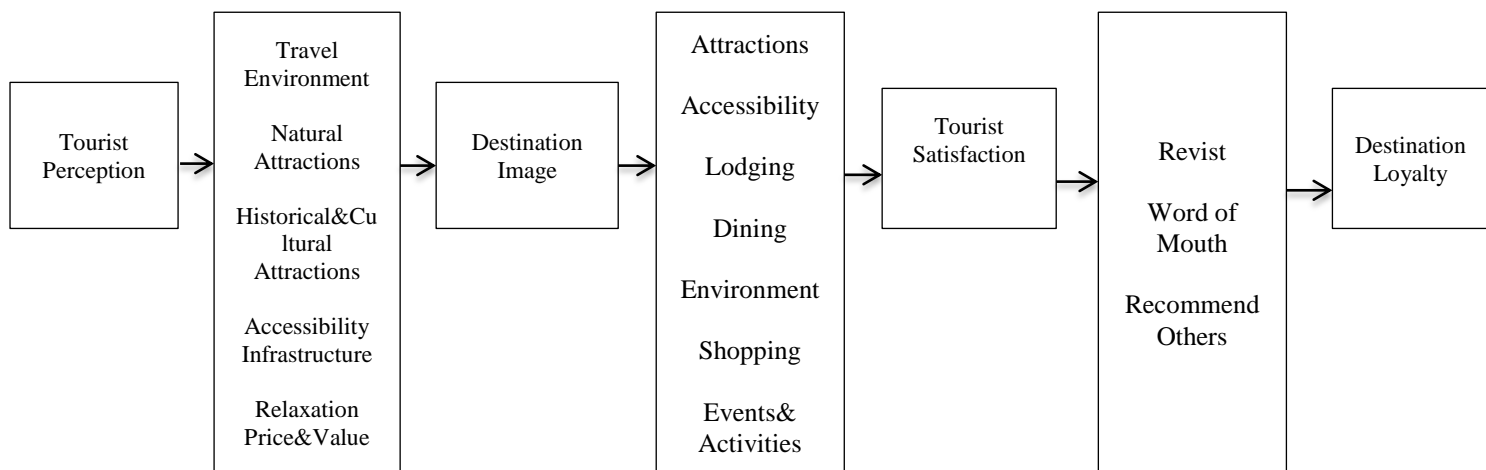 Tourist
Perception
Travel
Environment
Natural
Attractions
Historical&Cu
ltural
Attractions
Accessibility
Infrastructure
Relaxation
Price&Value
Destination
Image
Attractions
Accessibility
Lodging
Dining
Environment
Shopping
Events&
Activities
Tourist
Satisfaction
Revist
Word of
Mouth
Recommend
Others
Destination
Loyalty